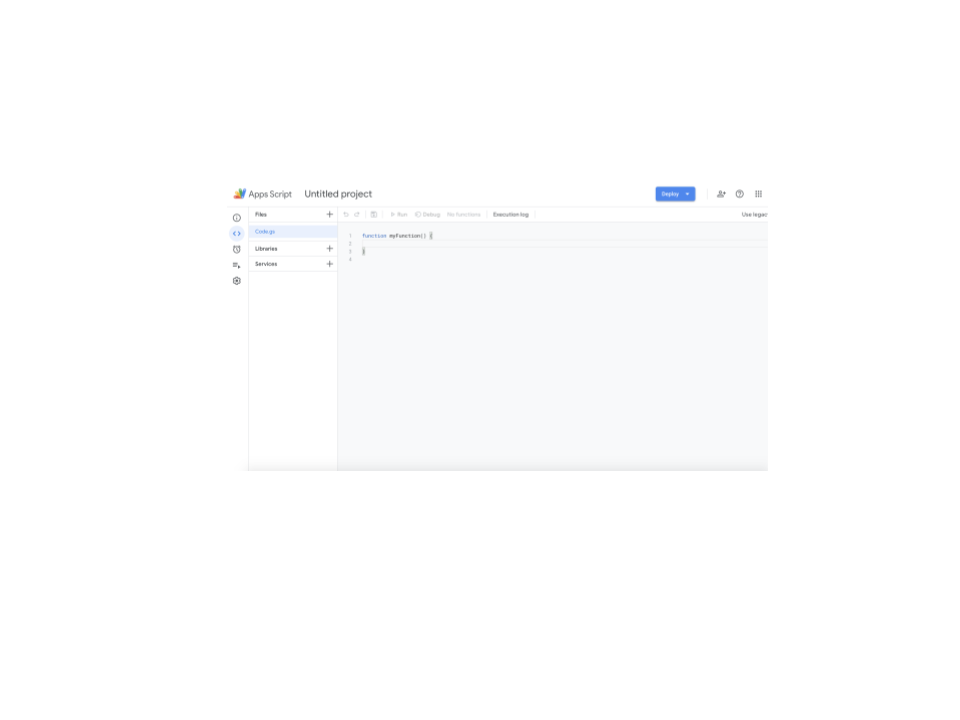 Apps Script Untitled project Deploy
Files Run Debug No functions Execution log Use legac
Code.gs
Libraries
Services
1 function myFunction() {
2
3 }
4